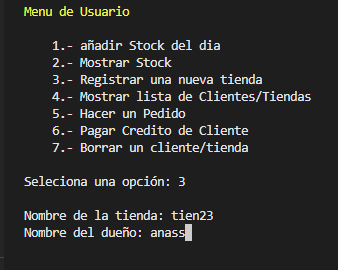 Menu de Usuario
1.- añadir Stock del dia
2.- Mostrar Stock
3.- Registrar una nueva tienda
4.- Mostrar lista de Clientes/Tiendas
5.- Hacer un Pedido
6.- Pagar Credito de Cliente
7.- Borrar un cliente/tienda
Selecciona una opción: 3
Nombre de la tienda: tien23
Nombre del dueño: anass